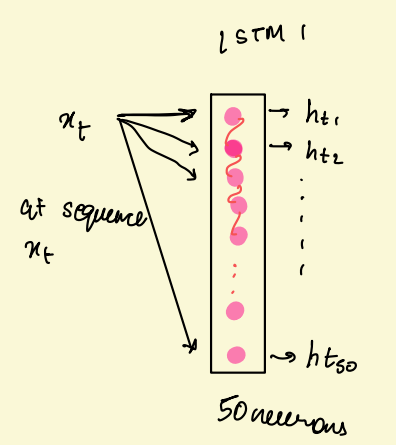 LSTM 1
xt
ht1
ht2
at sequence
xt
ht50
50 neurons